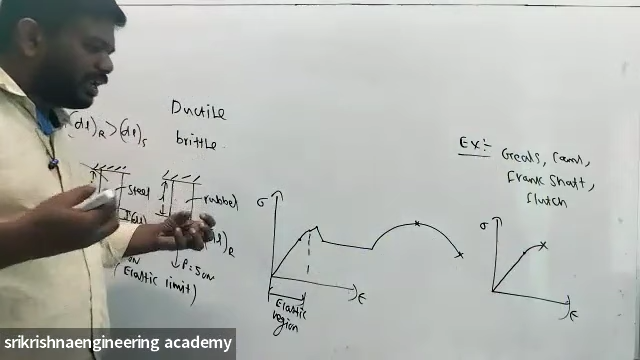 (dl)R > (dl)S
Ductile
brittle
steel
rubber
P=5 cm
Elastic limit)
σ
ε
Elastic
region
Ex:-
Gears, Cam,
Crank shaft,
clutch
σ
ε
srikrishnaengineering academy